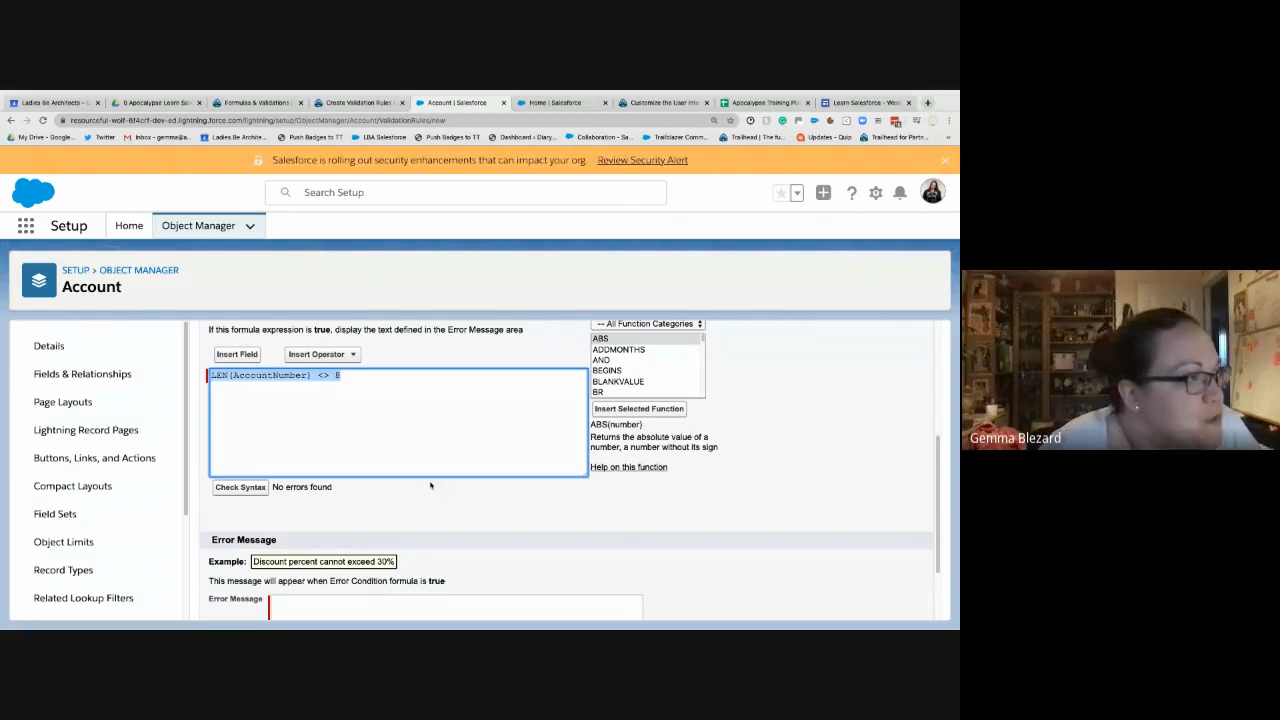 Ladies Be Architects -
0 Apocalypse Learn Sal
Formulas & Validations
Create Validation Rules
Account | Salesforce
Home | Salesforce
Customize the User Inte
Apocalypse Training Pla
Learn Salesforce - Wee
resourceful-wolf-6f4crf-dev-ed.lightning.force.com/lightning/setup/ObjectManager/Account/ValidationRules/new
My Drive - Google...
Twitter
Inbox - gemma@a...
Ladies Be Archite...
Push Badges to TT
LBA Salesforce
Push Badges to TT
Dashboard ‹ Diary...
Collaboration - Sa...
Trailblazer Comm...
Trailhead | The fu...
Updates - Quip
Trailhead for Partn...
Salesforce is rolling out security enhancements that can impact your org. Review Security Alert
Search Setup
Setup
Home
Object Manager
SETUP > OBJECT MANAGER
Account
Details
Fields & Relationships
Page Layouts
Lightning Record Pages
Buttons, Links, and Actions
Compact Layouts
Field Sets
Object Limits
Record Types
Related Lookup Filters
If this formula expression is true, display the text defined in the Error Message area
Insert Field
Insert Operator
LEN(AccountNumber) <> 8
Check Syntax No errors found
-- All Function Categories
ABS
ADDMONTHS
AND
BEGINS
BLANKVALUE
BR
Insert Selected Function
ABS(number)
Returns the absolute value of a
number, a number without its sign
Help on this function
Error Message
Example: Discount percent cannot exceed 30%
This message will appear when Error Condition formula is true
Error Message
Gemma Blezard